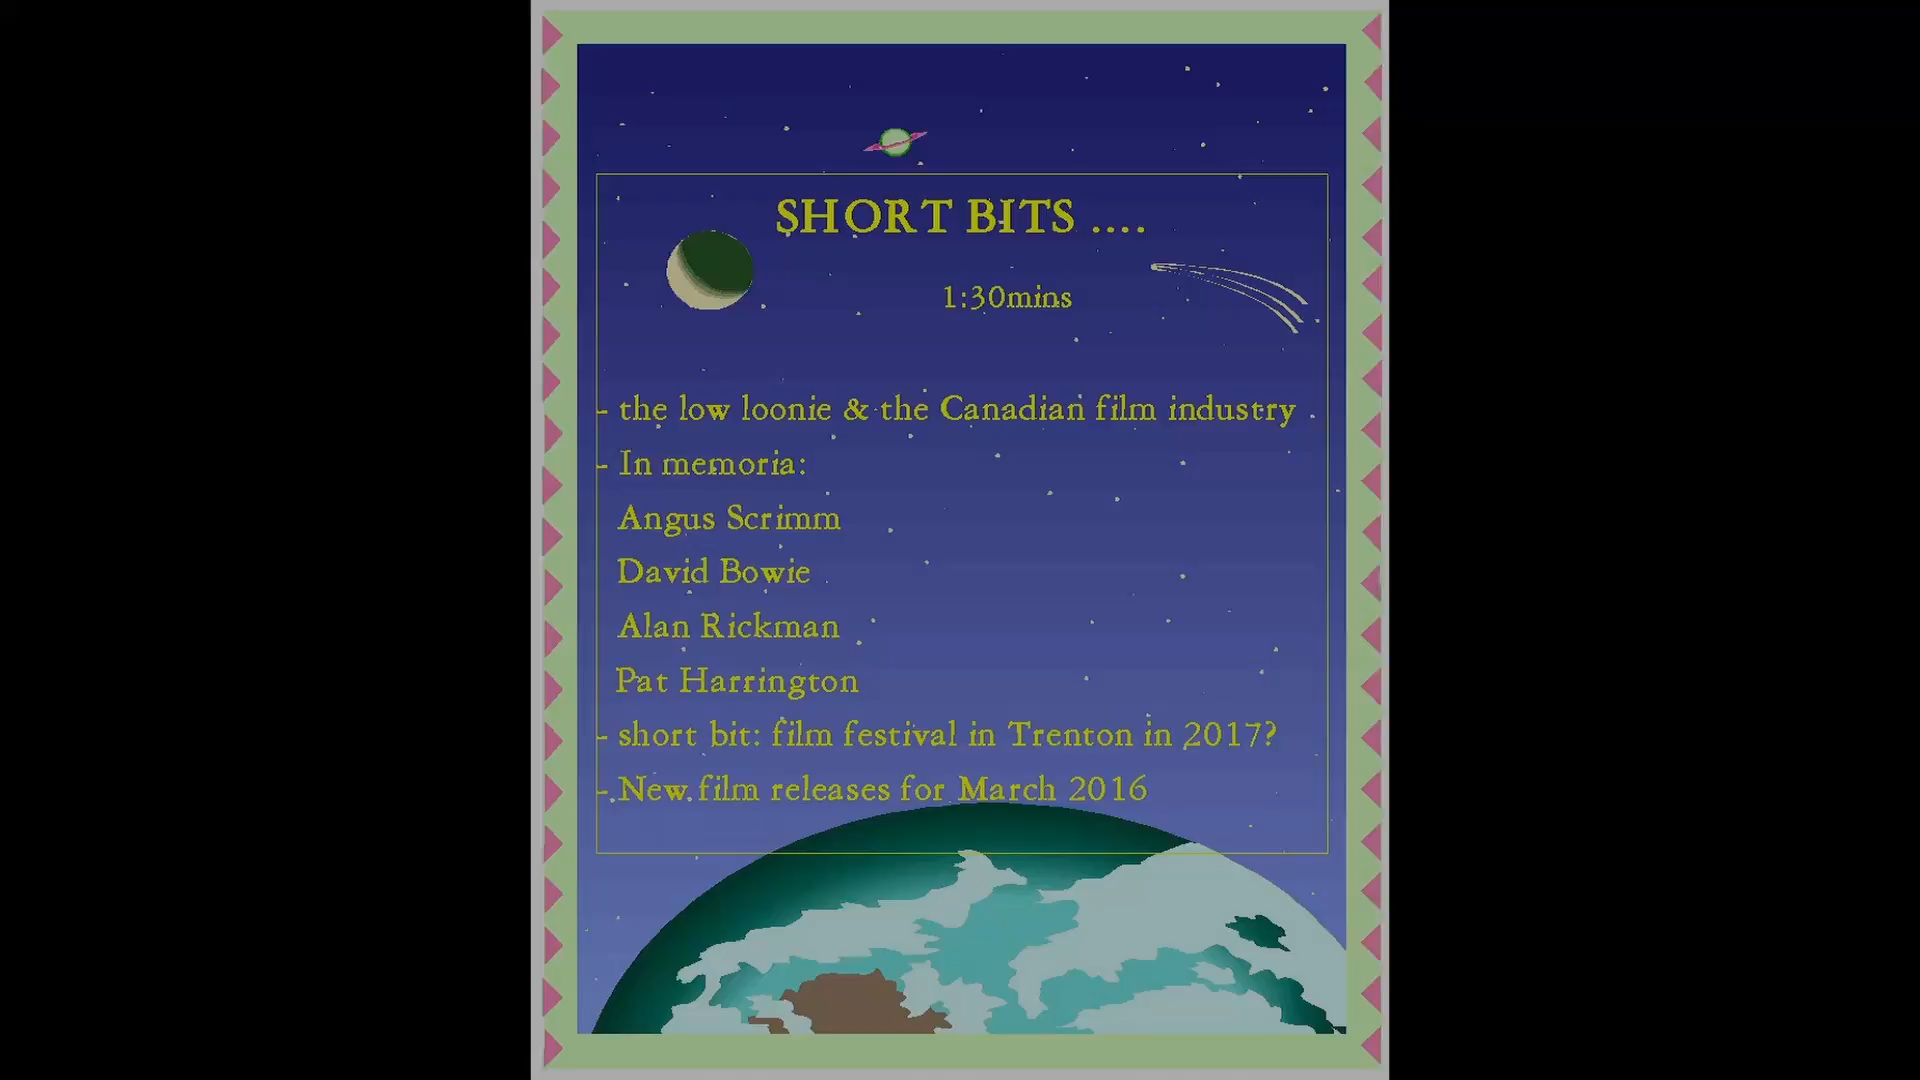 SHORT BITS ....
1:30mins
- the low loonie & the Canadian film industry
- In memoria:
Angus Scrimm
David Bowie
Alan Rickman
Pat Harrington
- short bit: film festival in Trenton in 2017?
- New film releases for March 2016